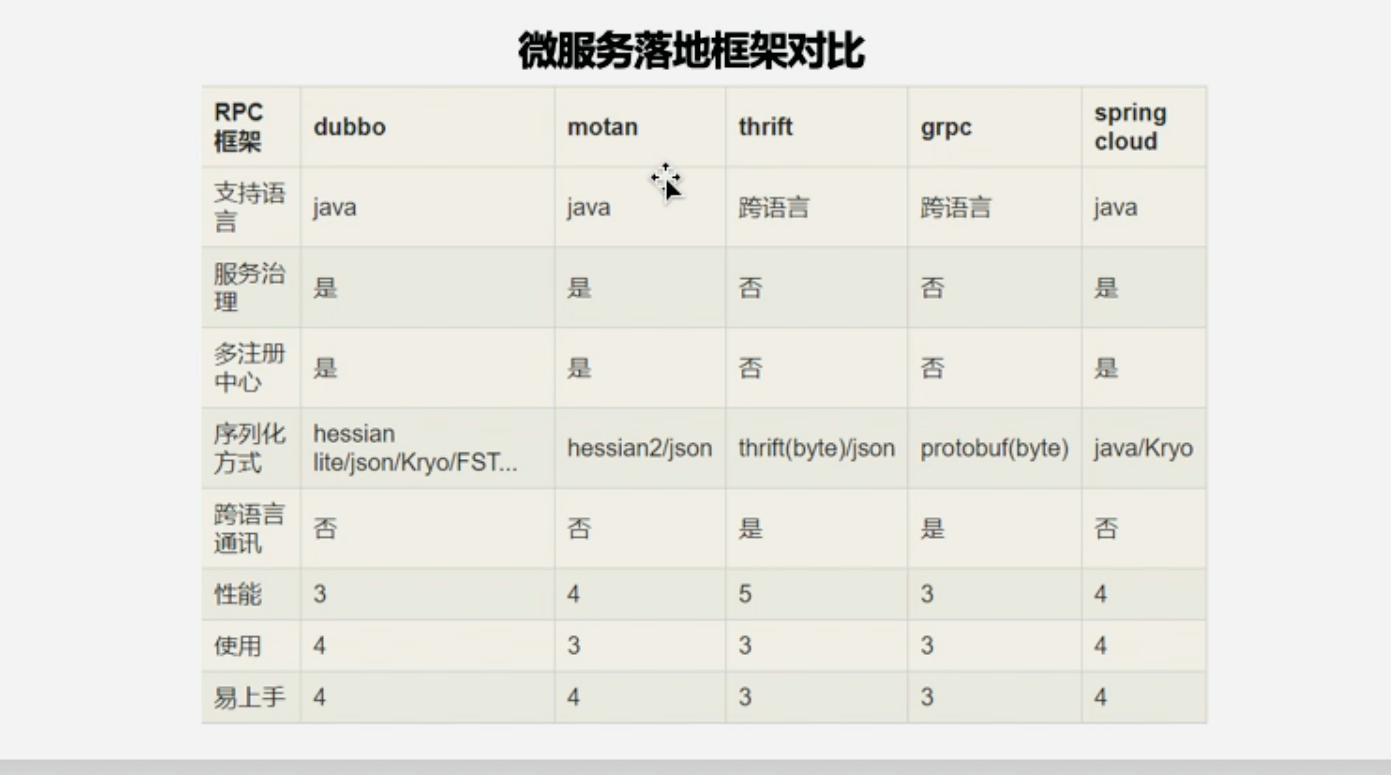 微服务落地框架对比
RPC
框架
dubbo
motan
thrift
grpc
spring
cloud
支持语
言
java
java
跨语言
跨语言
java
服务治
理
是
是
否
否
是
多注册
中心
是
是
否
否
是
序列化
方式
hessian
lite/json/Kryo/FST...
hessian2/json
thrift(byte)/json
protobuf(byte)
java/Kryo
跨语言
通讯
否
否
是
是
否
性能
3
4
5
3
4
使用
4
3
3
3
4
易上手
4
4
3
3
4